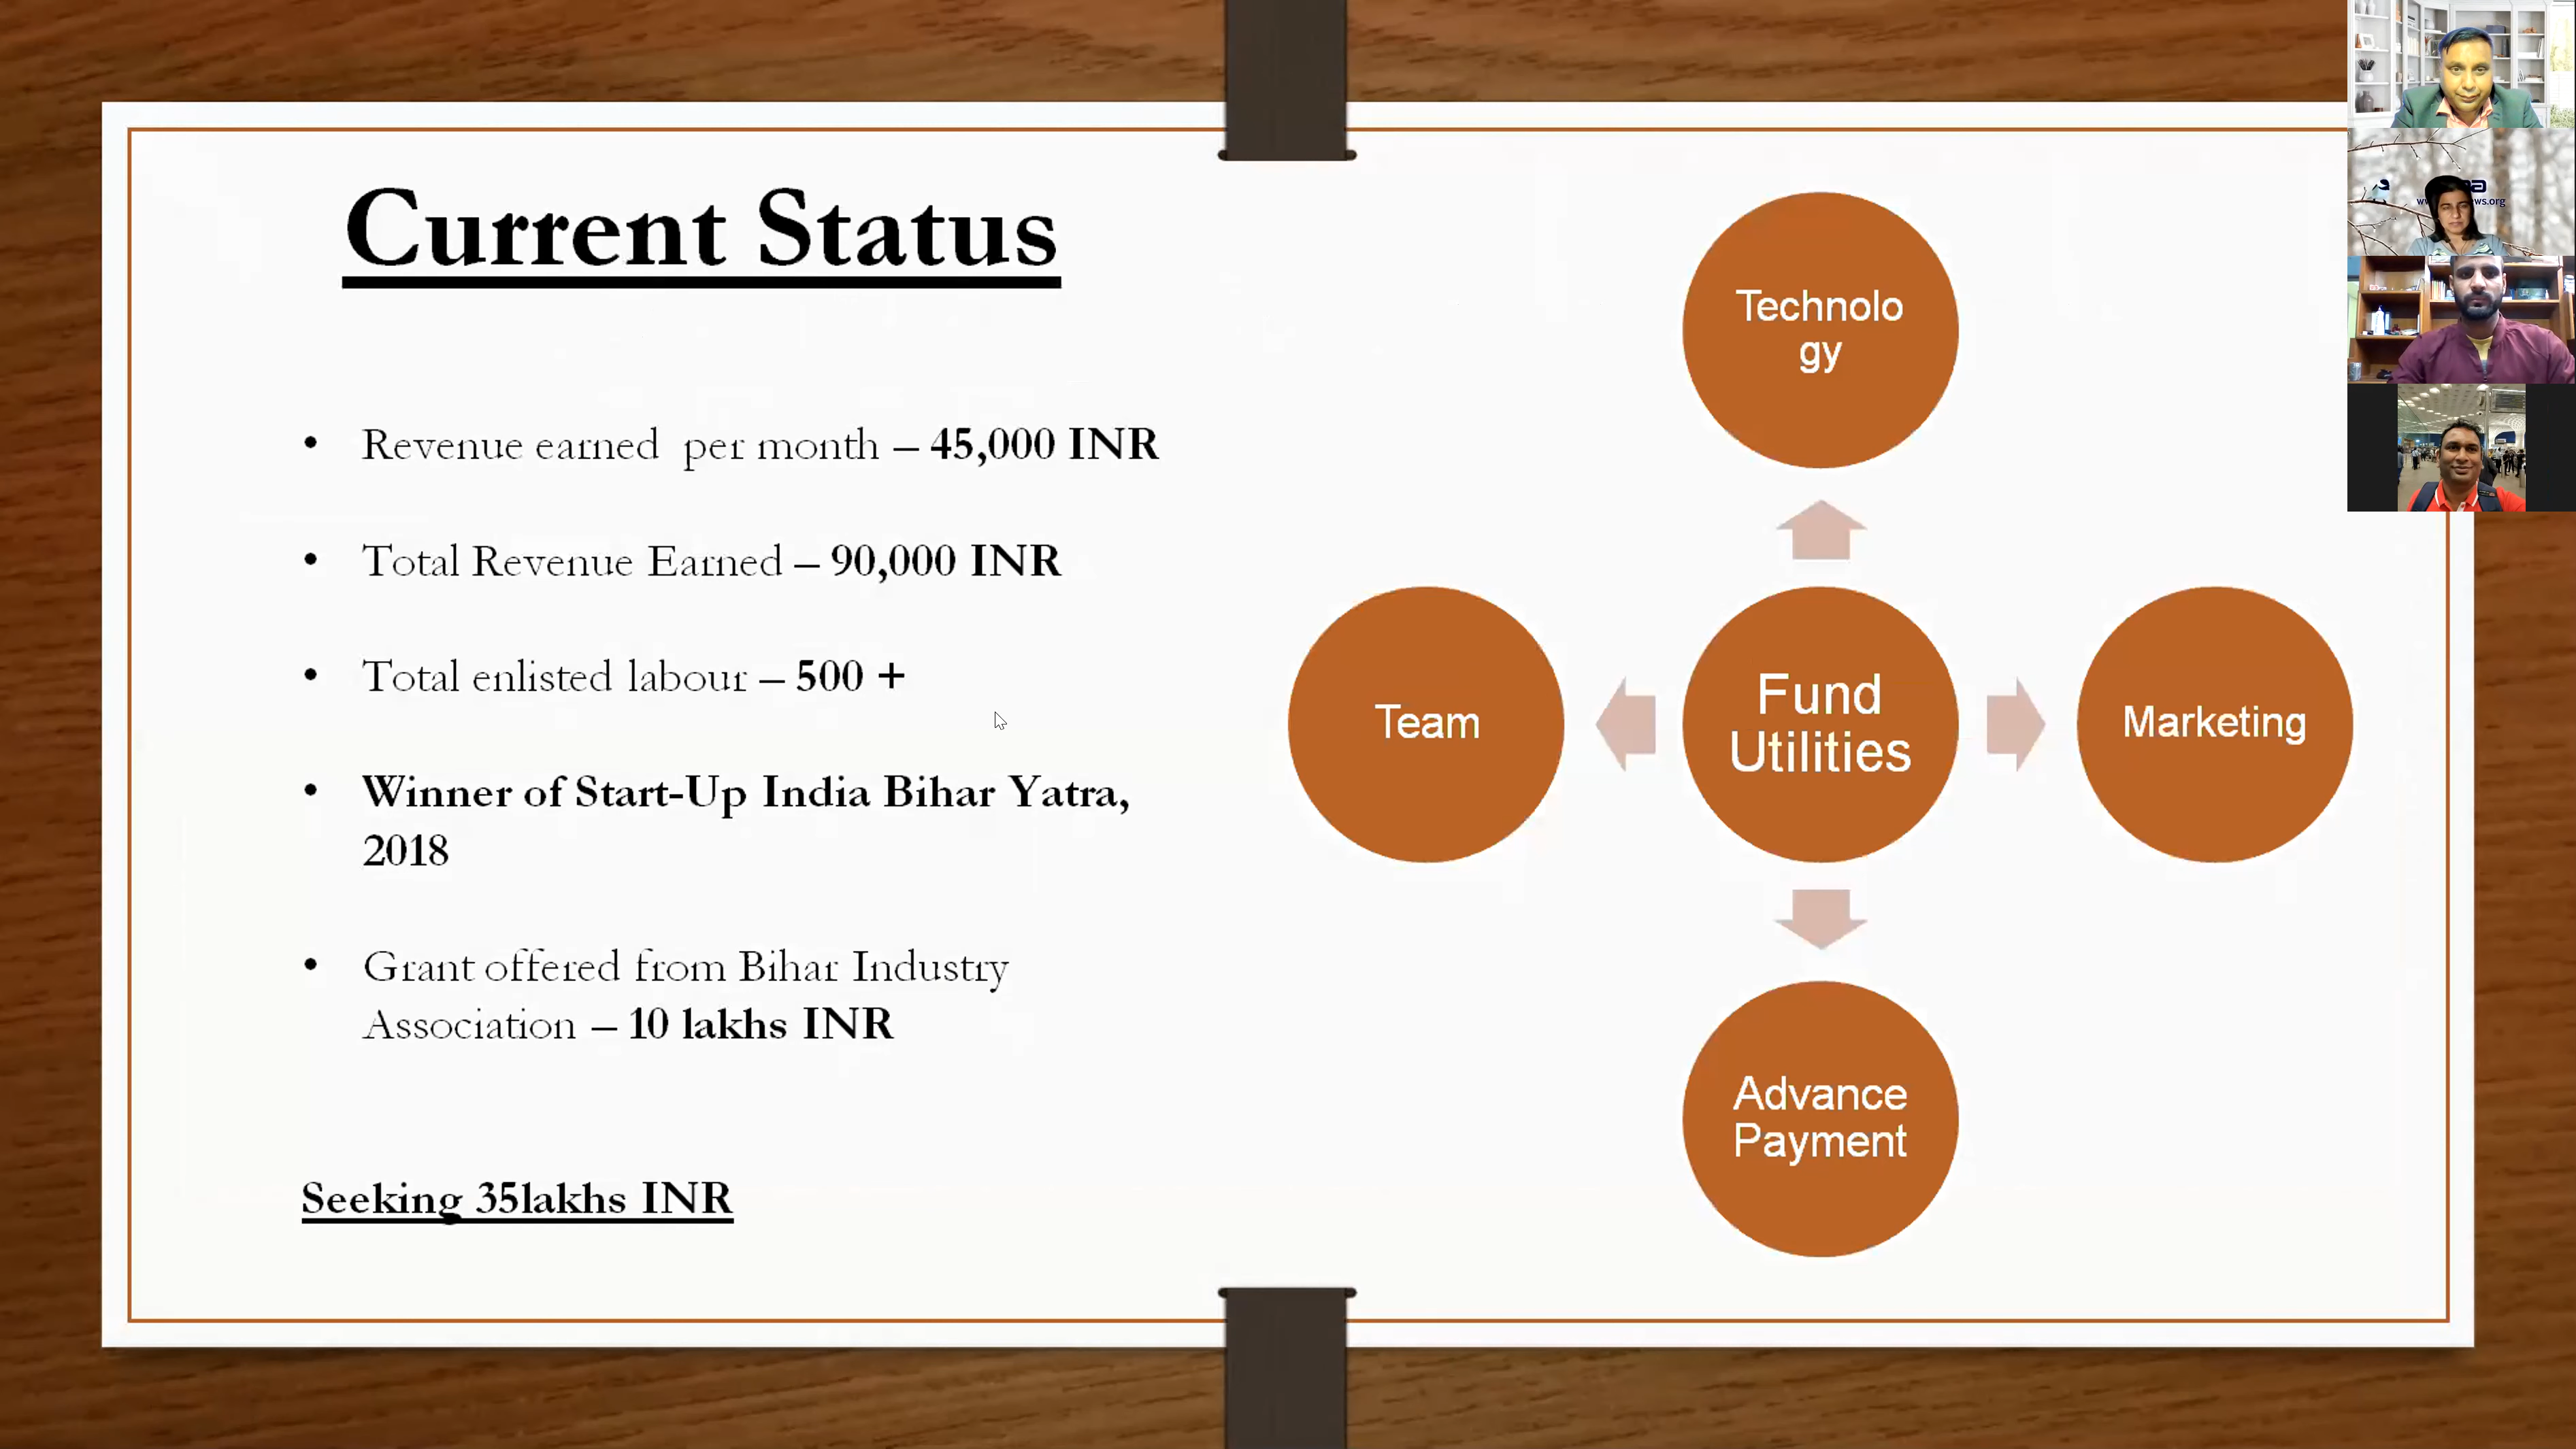 Current Status
• Revenue earned per month – 45,000 INR
• Total Revenue Earned – 90,000 INR
• Total enlisted labour – 500 +
• Winner of Start-Up India Bihar Yatra,
2018
• Grant offered from Bihar Industry
Association – 10 lakhs INR
Seeking 35lakhs INR
Technolo
gy
Team
Fund
Utilities
Marketing
Advance
Payment
ws.org